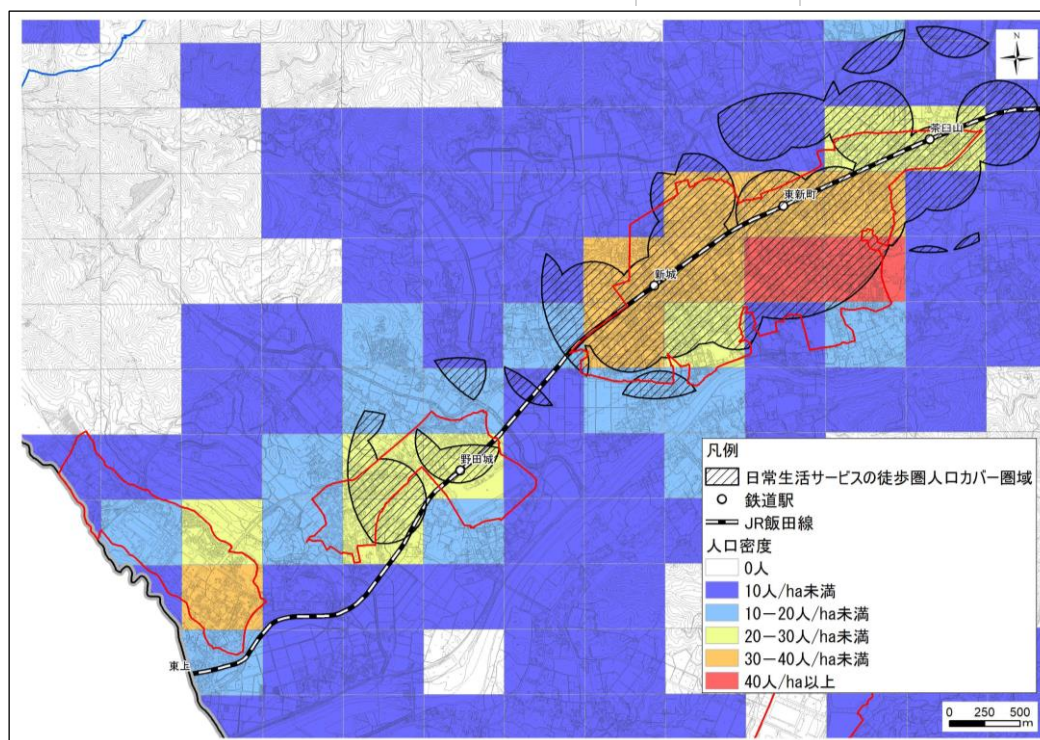 N
茶臼山
東新町
新城
野田城
東上
凡例
日常生活サービスの徒歩圏人口カバー圏域
鉄道駅
JR飯田線
人口密度
0人
10人/ha未満
10－20人/ha未満
20－30人/ha未満
30－40人/ha未満
40人/ha以上
0 250 500
m